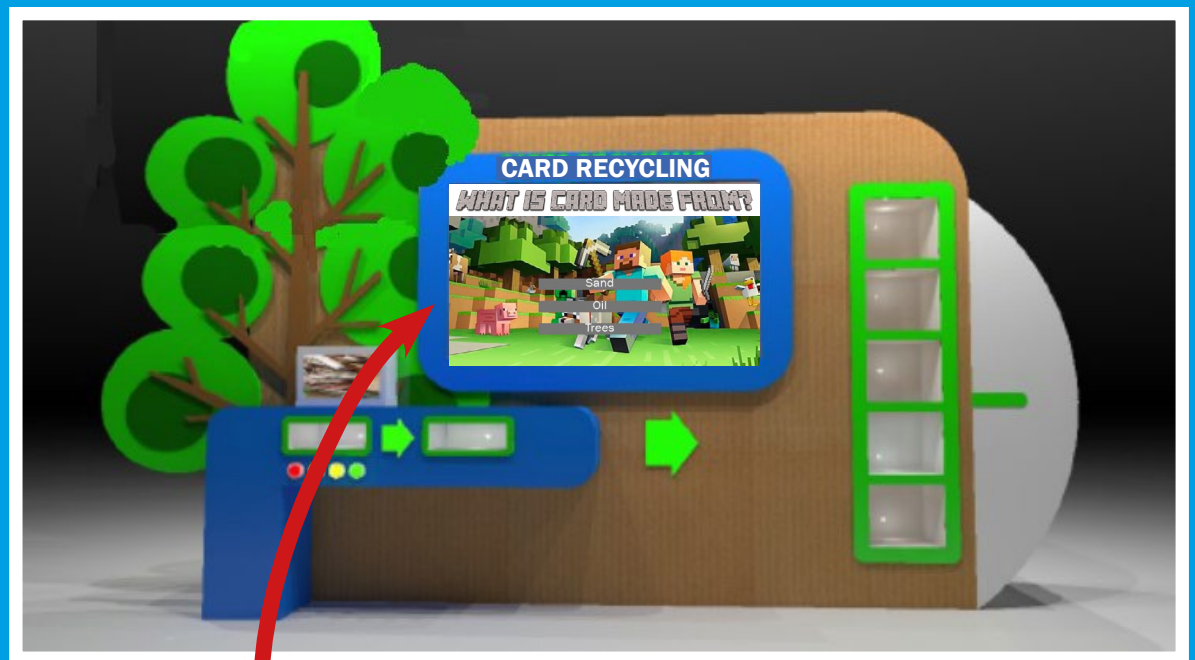 CARD RECYCLING
WHAT IS CARD MADE FROM?
Sand
Oil
Trees